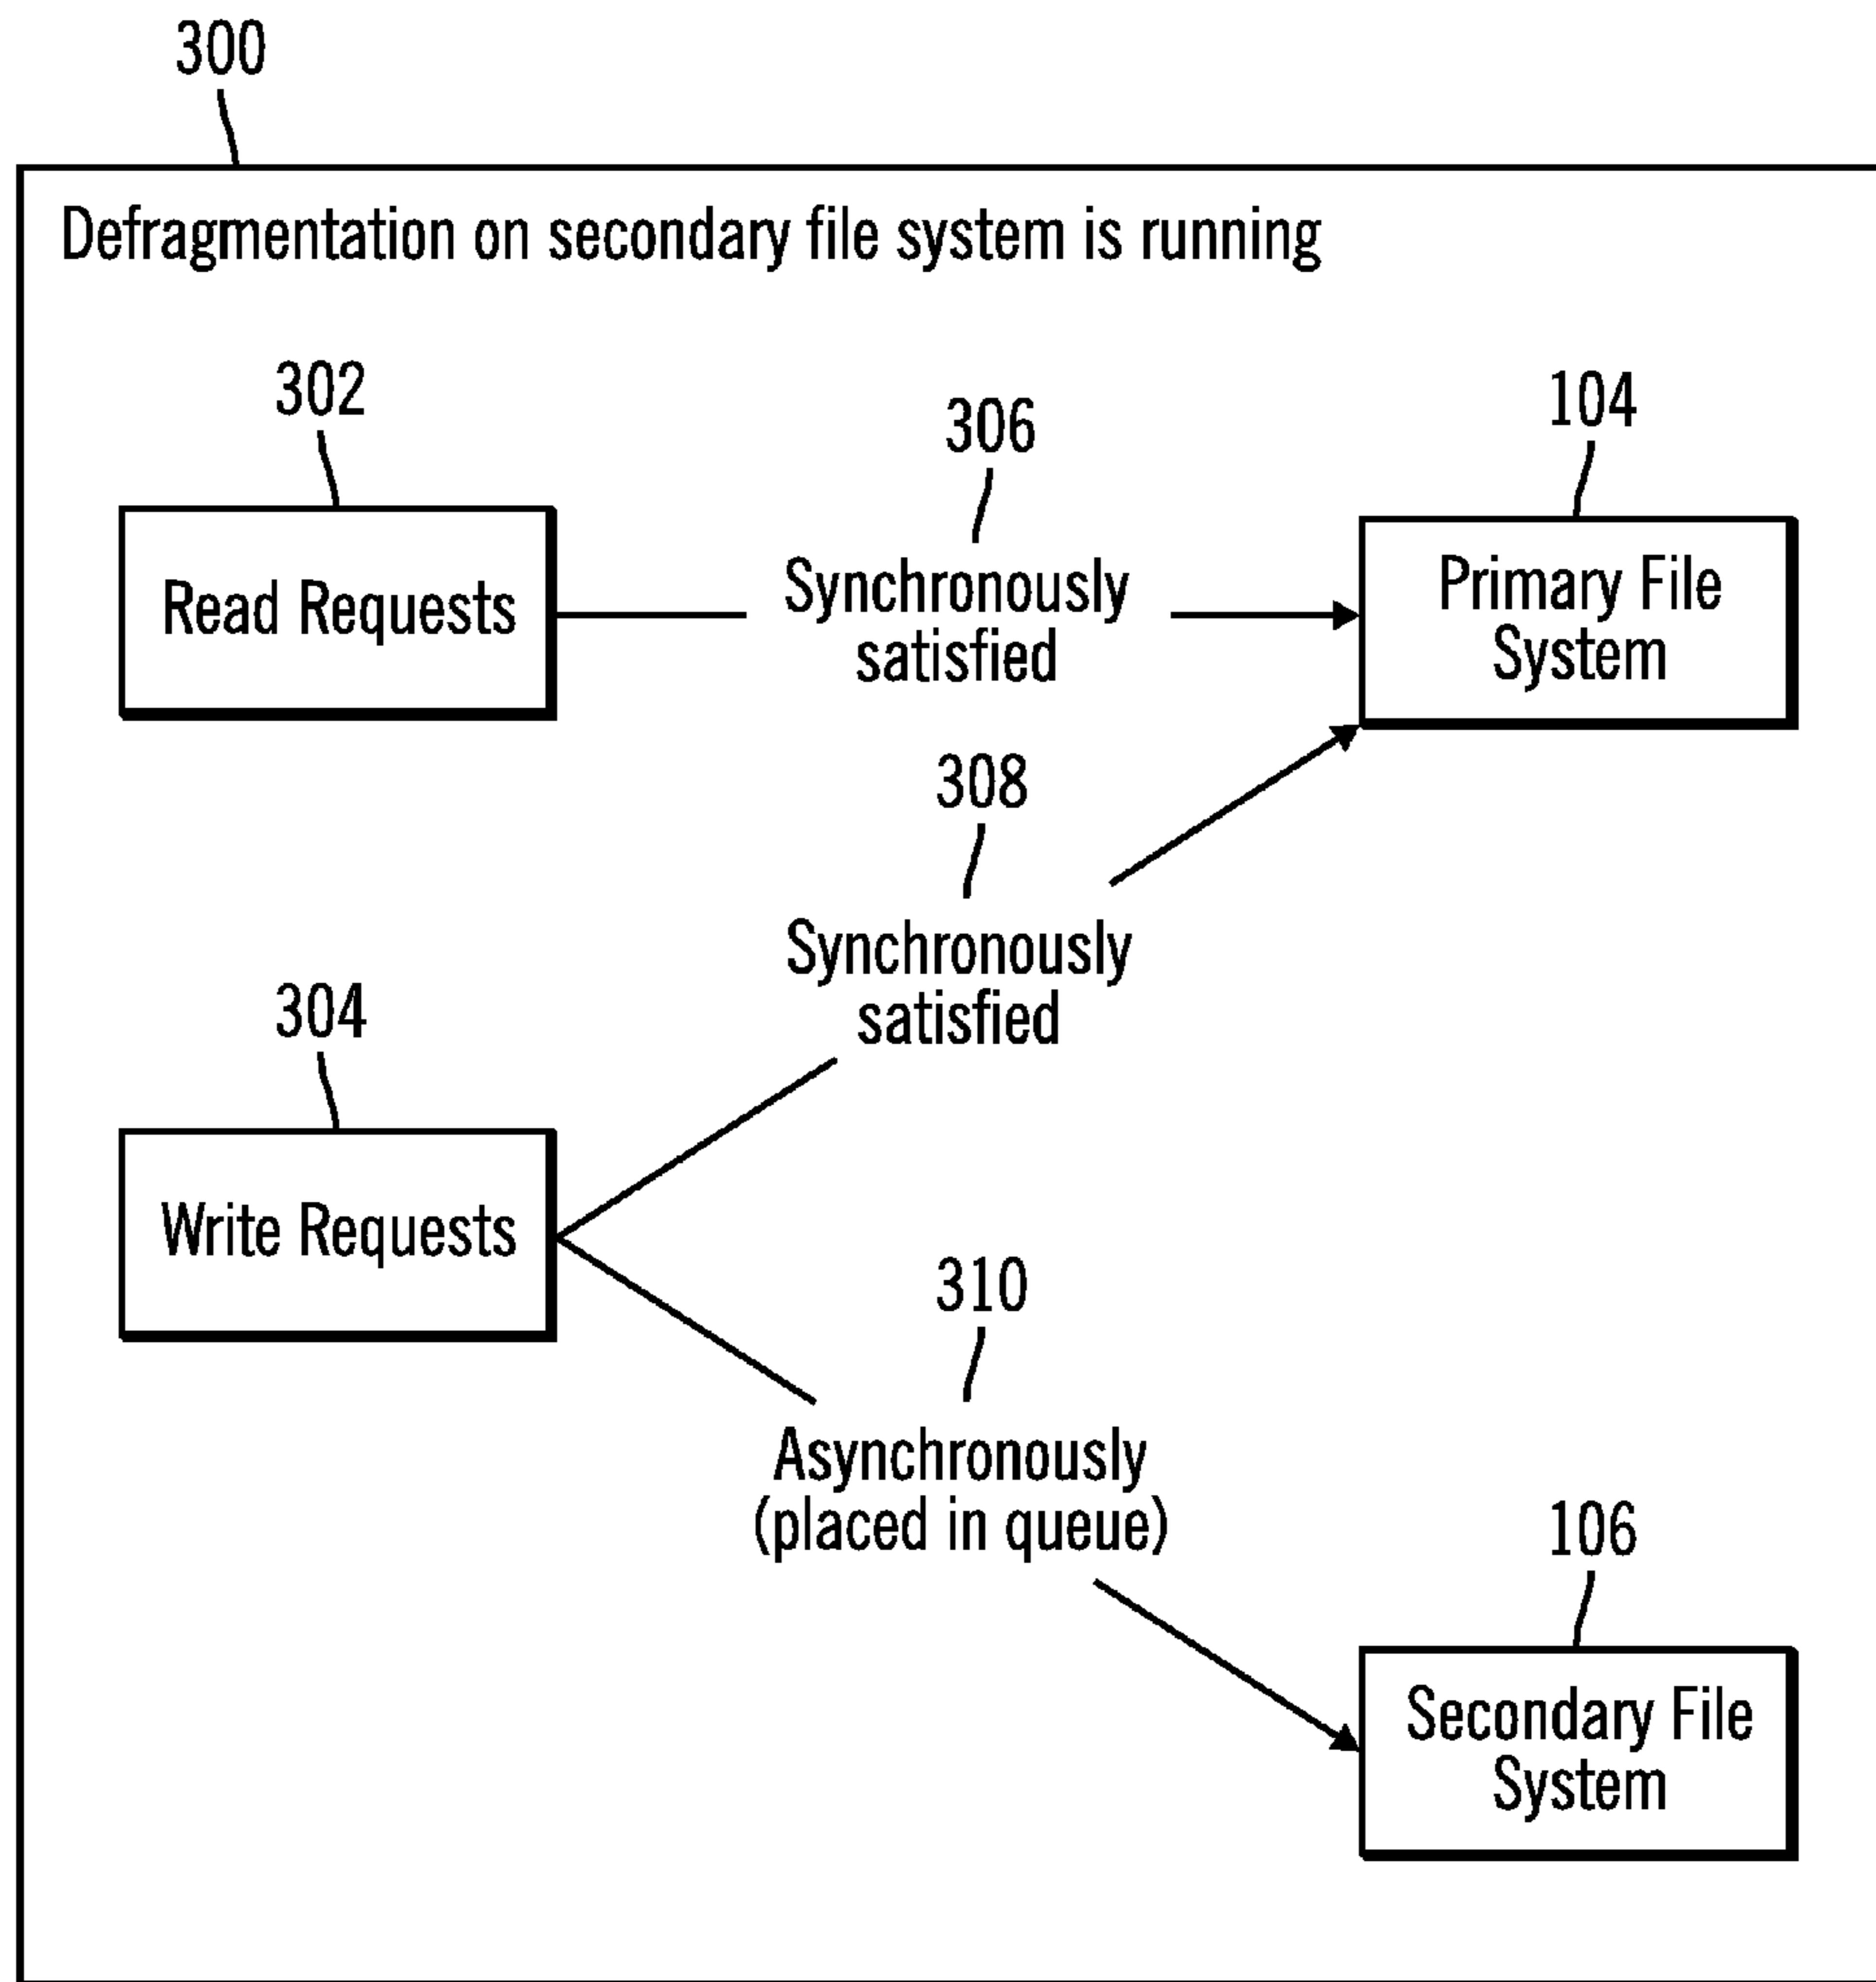 300
Defragmentation on secondary file system is running
302
306
104
Read Requests
Synchronously
satisfied
Primary File
System
308
Synchronously
satisfied
304
Write Requests
310
Asynchronously
(placed in queue)
106
Secondary File
System